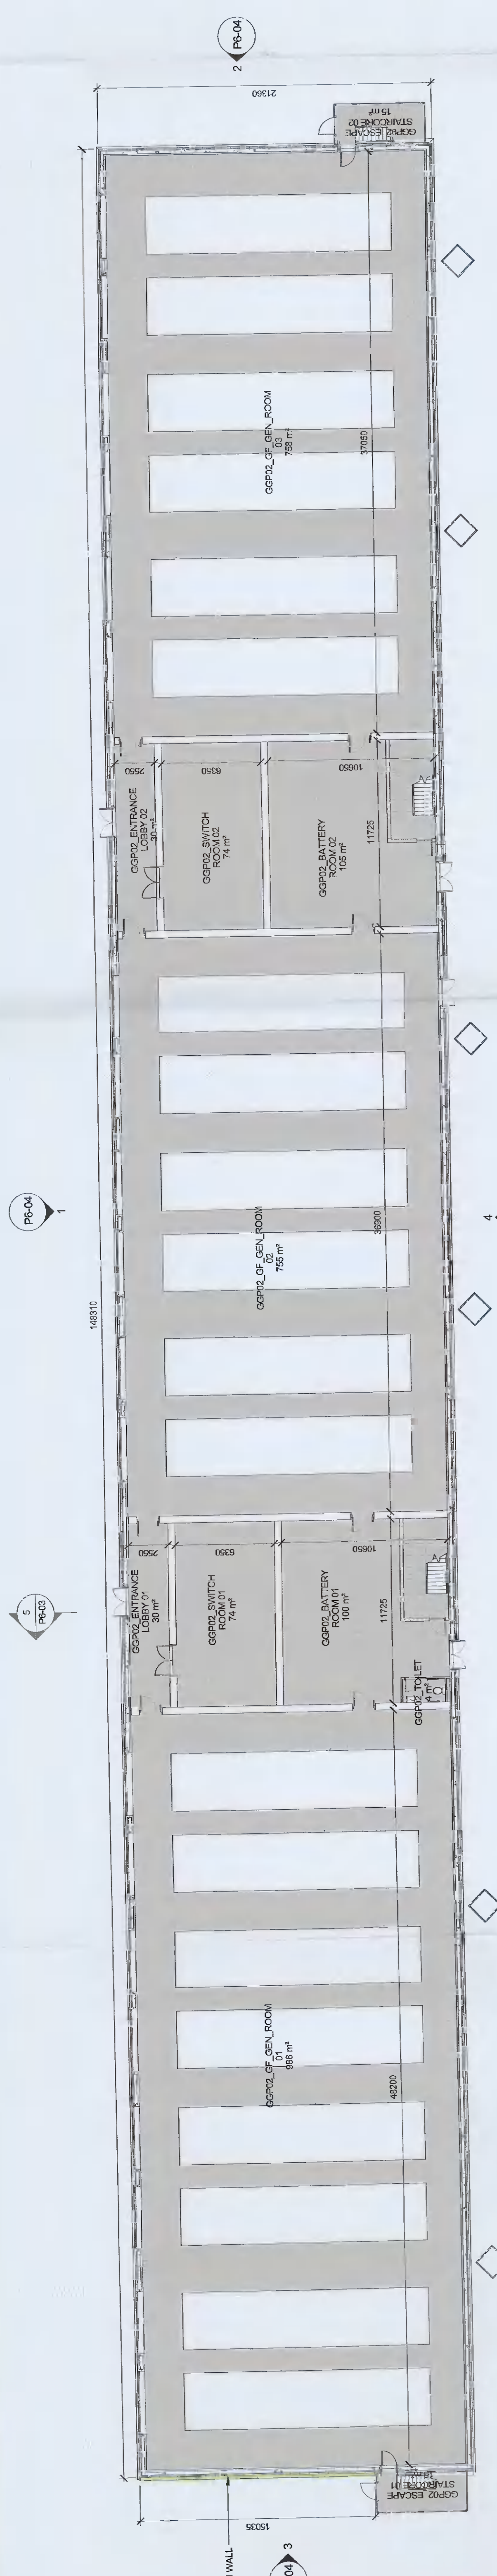 P6-04
2
21360
GGP02_ESCAPE
STAIRCORE 02
15 m²
GGP02_GF_GEN_ROOM
03
758 m²
37050
2550
6350
10650
GGP02_ENTRANCE
LOBBY 02
30 m²
GGP02_SWITCH
ROOM 02
74 m²
GGP02_BATTERY
ROOM 02
105 m²
11725
P6-04
1
148310
GGP02_GF_GEN_ROOM
02
755 m²
36900
4
5
P6-03
2550
6350
10650
GGP02_ENTRANCE
LOBBY 01
30 m²
GGP02_SWITCH
ROOM 01
74 m²
GGP02_BATTERY
ROOM 01
100 m²
11725
GGP02_TOILET
4 m²
GGP02_GF_GEN_ROOM
01
986 m²
48200
GGP02 ESCAPE
STAIRCORE 01
15035
WALL
04
3